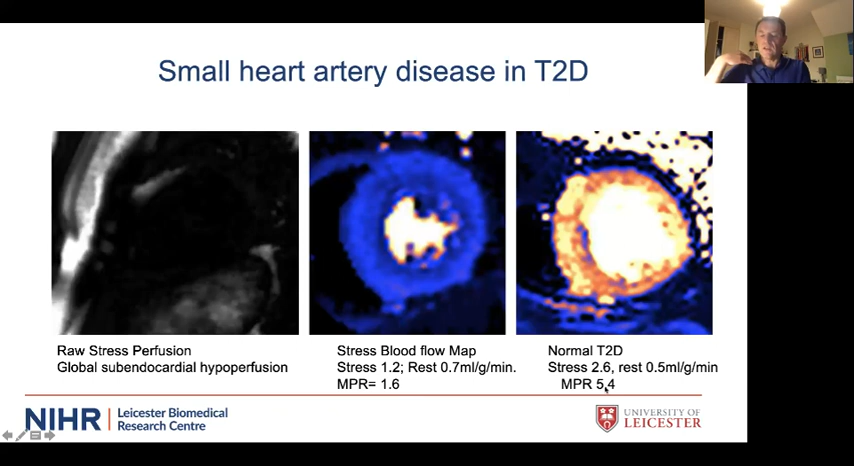 Small heart artery disease in T2D
Raw Stress Perfusion
Global subendocardial hypoperfusion
Stress Blood flow Map
Stress 1.2; Rest 0.7ml/g/min.
MPR= 1.6
Normal T2D
Stress 2.6, rest 0.5ml/g/min
MPR 5.4
NIHR | Leicester Biomedical
Research Centre
UNIVERSITY OF
LEICESTER